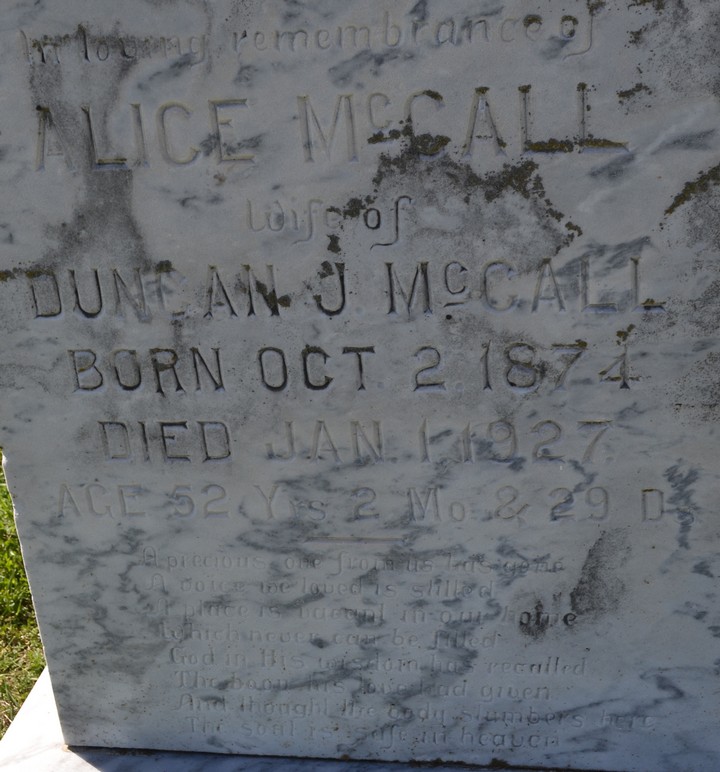 In loving remembrance of
ALICE McCALL
Wife of
DUNCAN J McCALL
BORN OCT 2 1874
DIED JAN. 1 1927
AGE 52 Yrs 2 Mo & 29 D
A precious one from us has gone
A voice we loved is stilled
A place is vacant in our home
Which never can be filled
God in His wisdom has recalled
The boon his love had given
And though the body slumbers here
The soul is safe in heaven